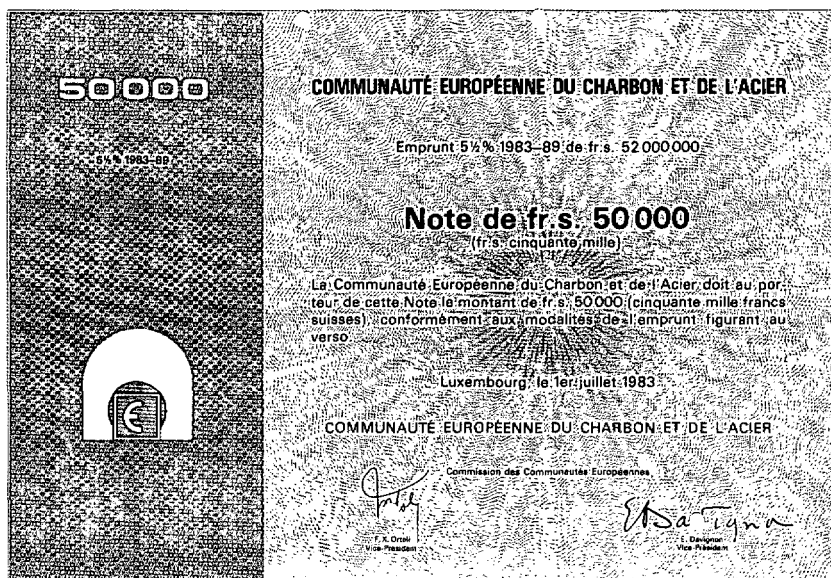 50 000
5½% 1983–89
COMMUNAUTÉ EUROPÉENNE DU CHARBON ET DE L'ACIER
Emprunt 5½% 1983–89 de fr.s. 52 000 000
Note de fr.s. 50 000
(fr.s. cinquante mille)
La Communauté Européenne du Charbon et de l'Acier doit au por-
teur de cette Note le montant de fr.s. 50 000 (cinquante mille francs
suisses), conformément aux modalités de l'emprunt figurant au
verso.
Luxembourg, le 1er juillet 1983
COMMUNAUTÉ EUROPÉENNE DU CHARBON ET DE L'ACIER
Commission des Communautés Européennes
F. X. Ortoli
Vice-Président
E. Davignon
Vice-Président